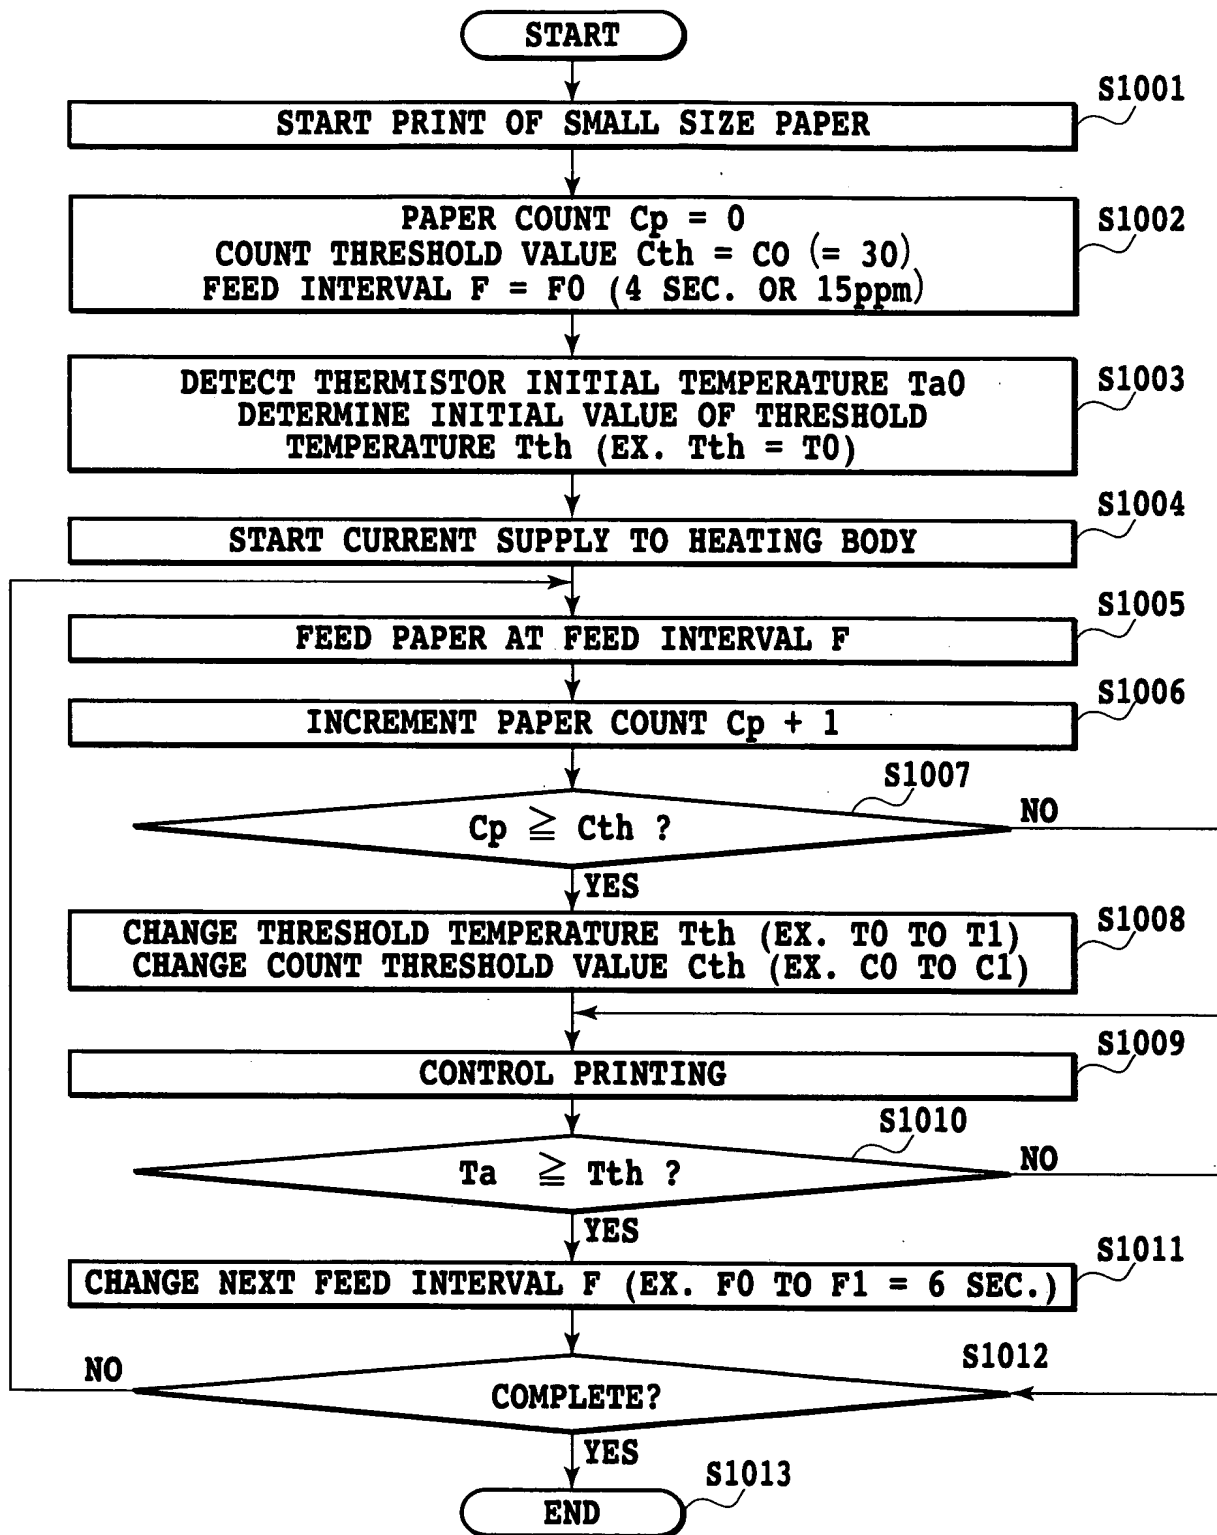 START
S1001
START PRINT OF SMALL SIZE PAPER
S1002
PAPER COUNT Cp = 0
COUNT THRESHOLD VALUE Cth = C0 (= 30)
FEED INTERVAL F = F0 (4 SEC. OR 15ppm)
S1003
DETECT THERMISTOR INITIAL TEMPERATURE Ta0
DETERMINE INITIAL VALUE OF THRESHOLD
TEMPERATURE Tth (EX. Tth = T0)
S1004
START CURRENT SUPPLY TO HEATING BODY
S1005
FEED PAPER AT FEED INTERVAL F
S1006
INCREMENT PAPER COUNT Cp + 1
S1007
Cp ≧ Cth ?
NO
YES
S1008
CHANGE THRESHOLD TEMPERATURE Tth (EX. T0 TO T1)
CHANGE COUNT THRESHOLD VALUE Cth (EX. C0 TO C1)
S1009
CONTROL PRINTING
S1010
Ta ≧ Tth ?
NO
YES
S1011
CHANGE NEXT FEED INTERVAL F (EX. F0 TO F1 = 6 SEC.)
S1012
NO
COMPLETE?
YES
S1013
END